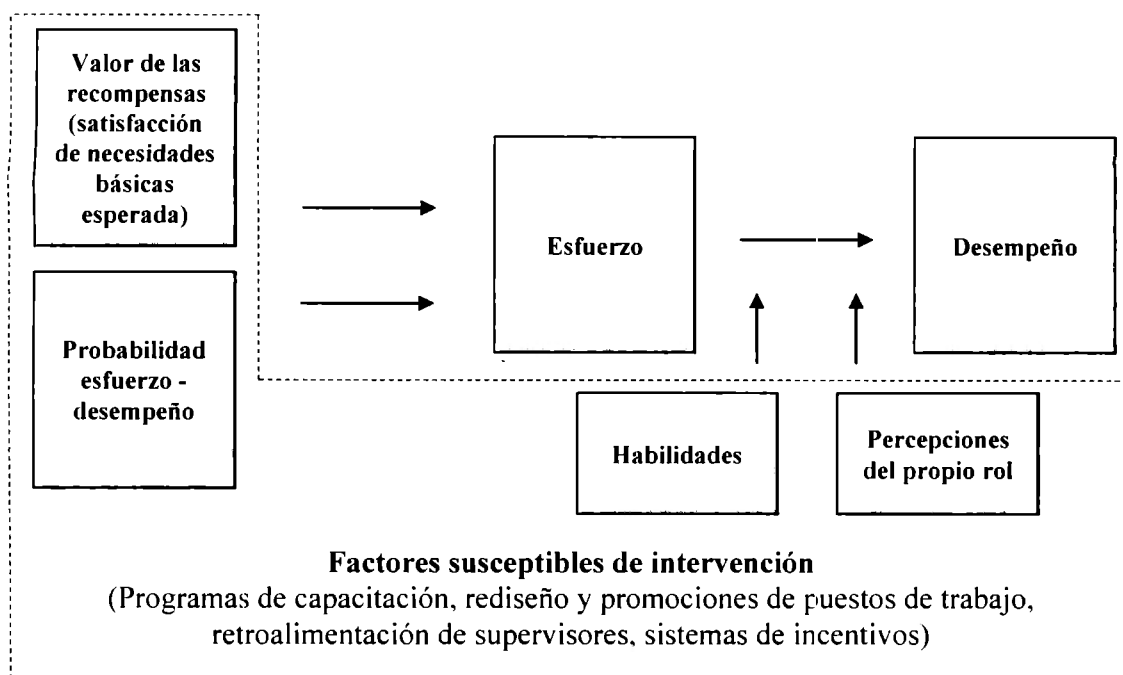 Valor de las
recompensas
(satisfacción
de necesidades
básicas
esperada)
Esfuerzo
Desempeño
Probabilidad
esfuerzo -
desempeño
Habilidades
Percepciones
del propio rol
Factores susceptibles de intervención
(Programas de capacitación, rediseño y promociones de puestos de trabajo,
retroalimentación de supervisores, sistemas de incentivos)